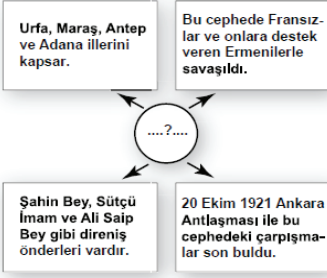 Urfa, Maraş, Antep
ve Adana illerini
kapsar.
Bu cephede Fransız-
lar ve onlara destek
veren Ermenilerle
savaşıldı.
....?....
Şahin Bey, Sütçü
İmam ve Ali Saip
Bey gibi direniş
önderleri vardır.
20 Ekim 1921 Ankara
Antlaşması ile bu
cephedeki çarpışma-
lar son buldu.